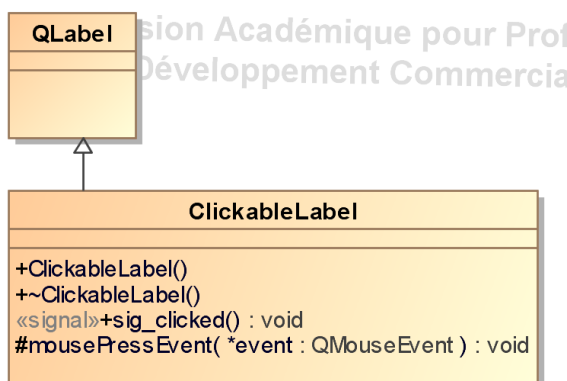 QLabel
sion Académique pour Prof
Développement Commercia
ClickableLabel
+ClickableLabel()
+~ClickableLabel()
«signal»+sig_clicked() : void
#mousePressEvent( *event : QMouseEvent ) : void